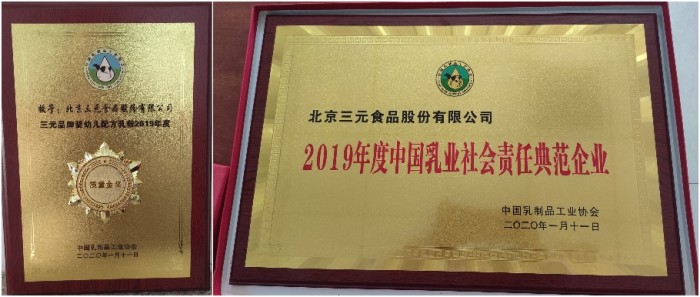 授予：北京三元食品股份有限公司
三元品牌婴幼儿配方乳粉2019年度
质量金奖
中国乳制品工业协会
二〇二〇年一月十一日
北京三元食品股份有限公司
2019年度中国乳业社会责任典范企业
中国乳制品工业协会
二〇二〇年一月十一日